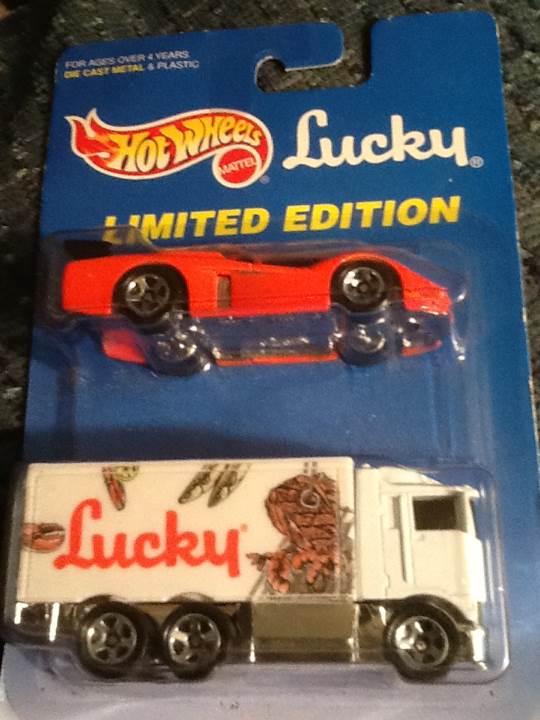 FOR AGES OVER 4 YEARS
DIE CAST METAL & PLASTIC
HOT WHEELS
MATTEL
®
Lucky®
LIMITED EDITION
Lucky